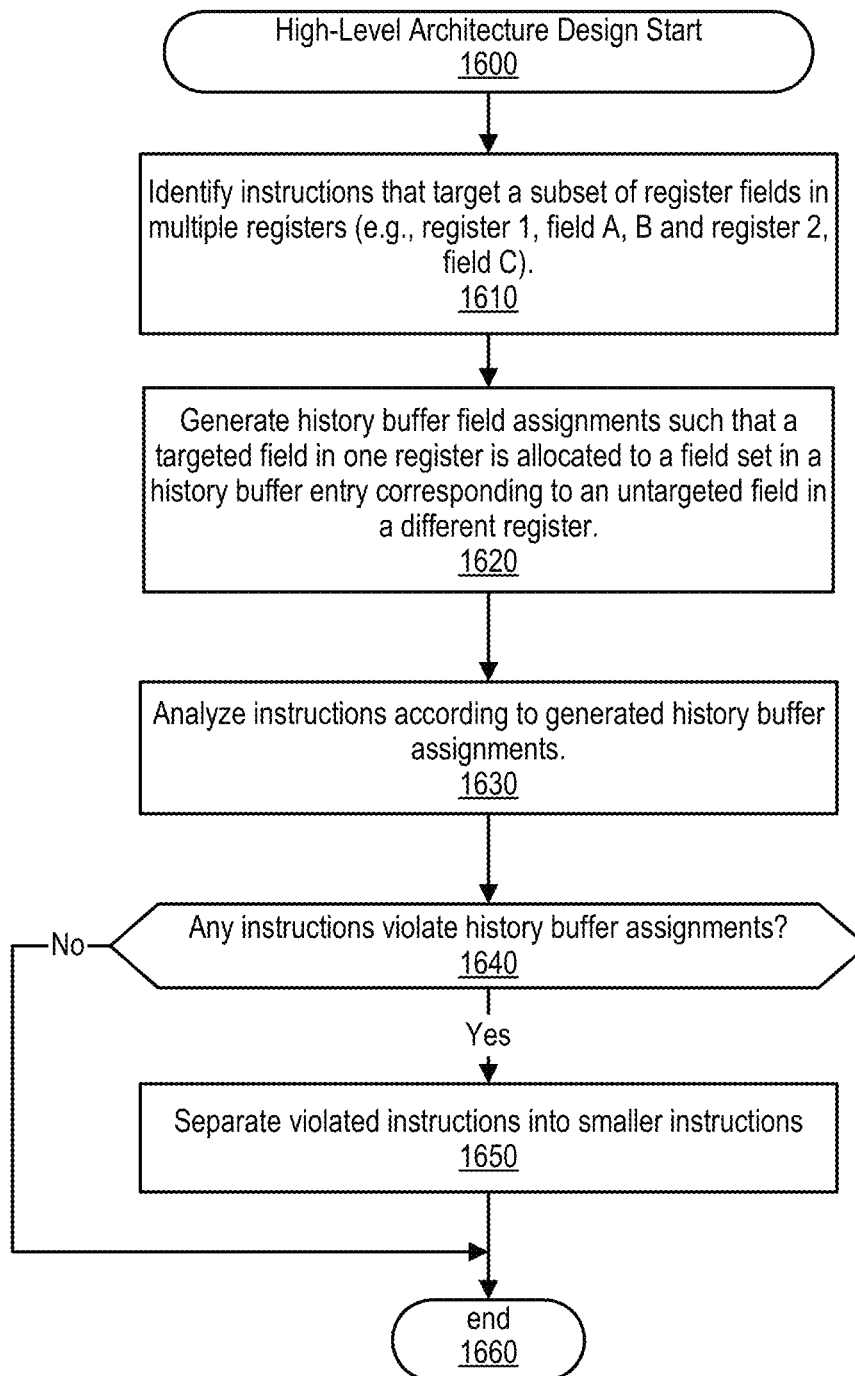 High-Level Architecture Design Start
1600
Identify instructions that target a subset of register fields in
multiple registers (e.g., register 1, field A, B and register 2,
field C).
1610
Generate history buffer field assignments such that a
targeted field in one register is allocated to a field set in a
history buffer entry corresponding to an untargeted field in
a different register.
1620
Analyze instructions according to generated history buffer
assignments.
1630
Any instructions violate history buffer assignments?
1640
No
Yes
Separate violated instructions into smaller instructions
1650
end
1660